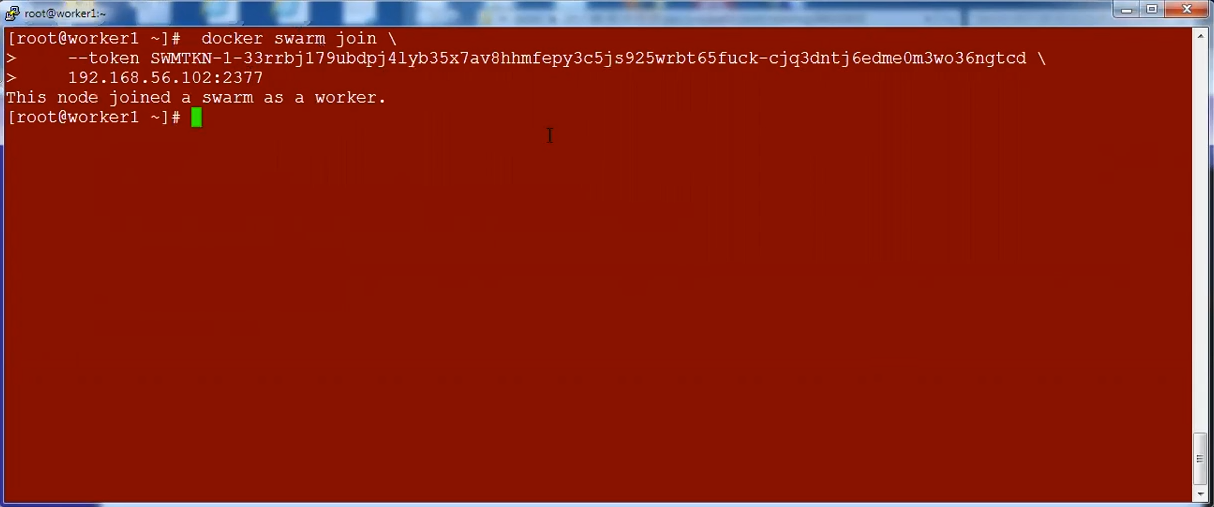 root@worker1:~
[root@worker1 ~]#  docker swarm join \
>     --token SWMTKN-1-33rrbj179ubdpj4lyb35x7av8hhmfepy3c5js925wrbt65fuck-cjq3dntj6edme0m3wo36ngtcd \
>     192.168.56.102:2377
This node joined a swarm as a worker.
[root@worker1 ~]#